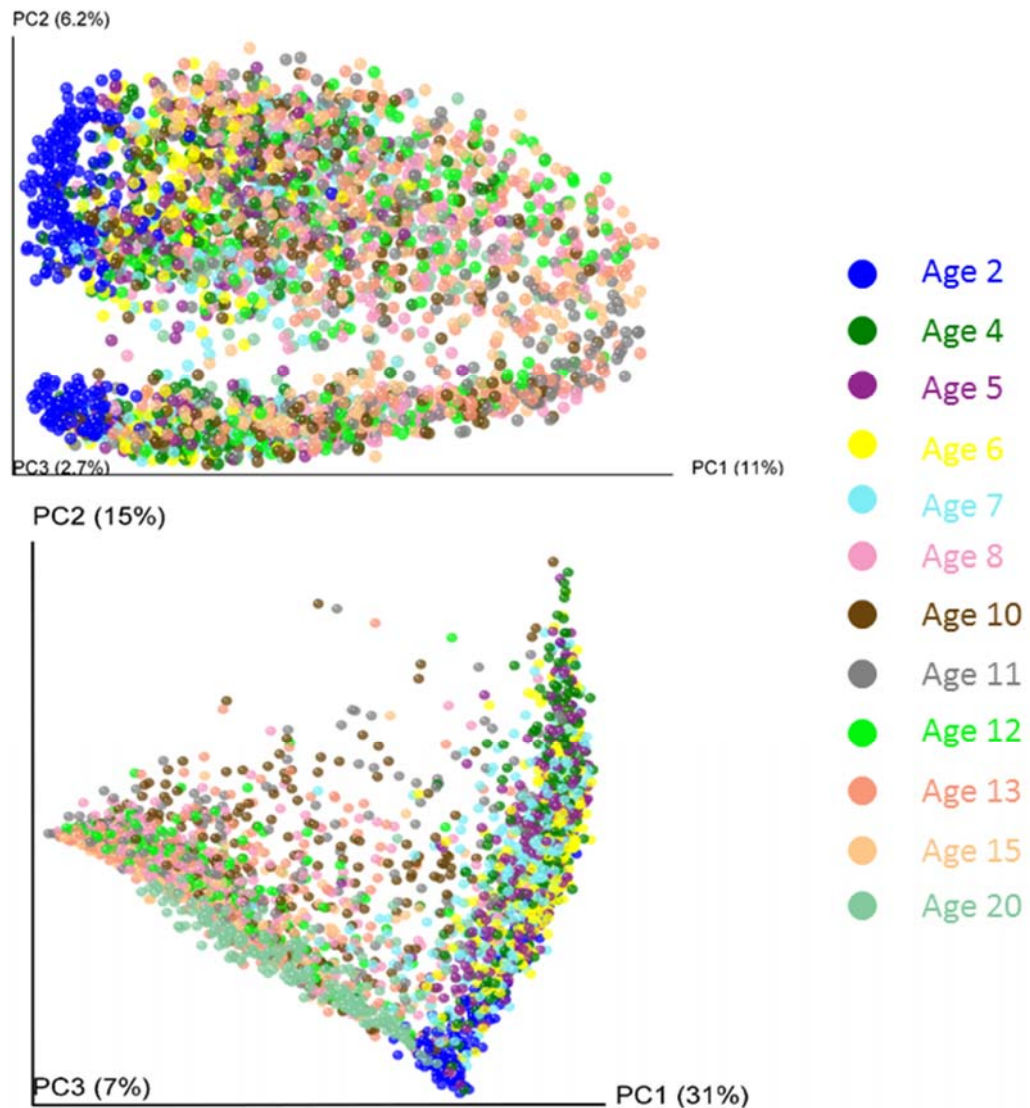 PC2 (6.2%)
PC3 (2.7%)
PC1 (11%)
PC2 (15%)
PC3 (7%)
PC1 (31%)
Age 2
Age 4
Age 5
Age 6
Age 7
Age 8
Age 10
Age 11
Age 12
Age 13
Age 15
Age 20